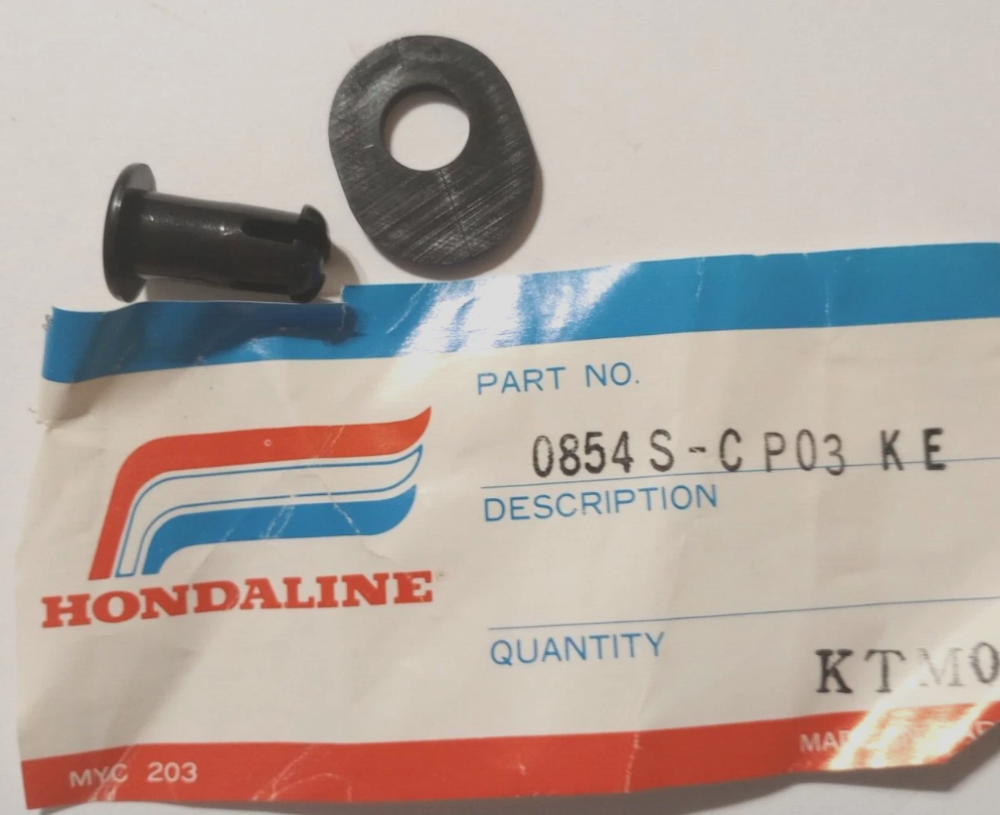 PART NO.
0854S-CP03 KE
DESCRIPTION
HONDALINE
QUANTITY
KTM0
MYC 203